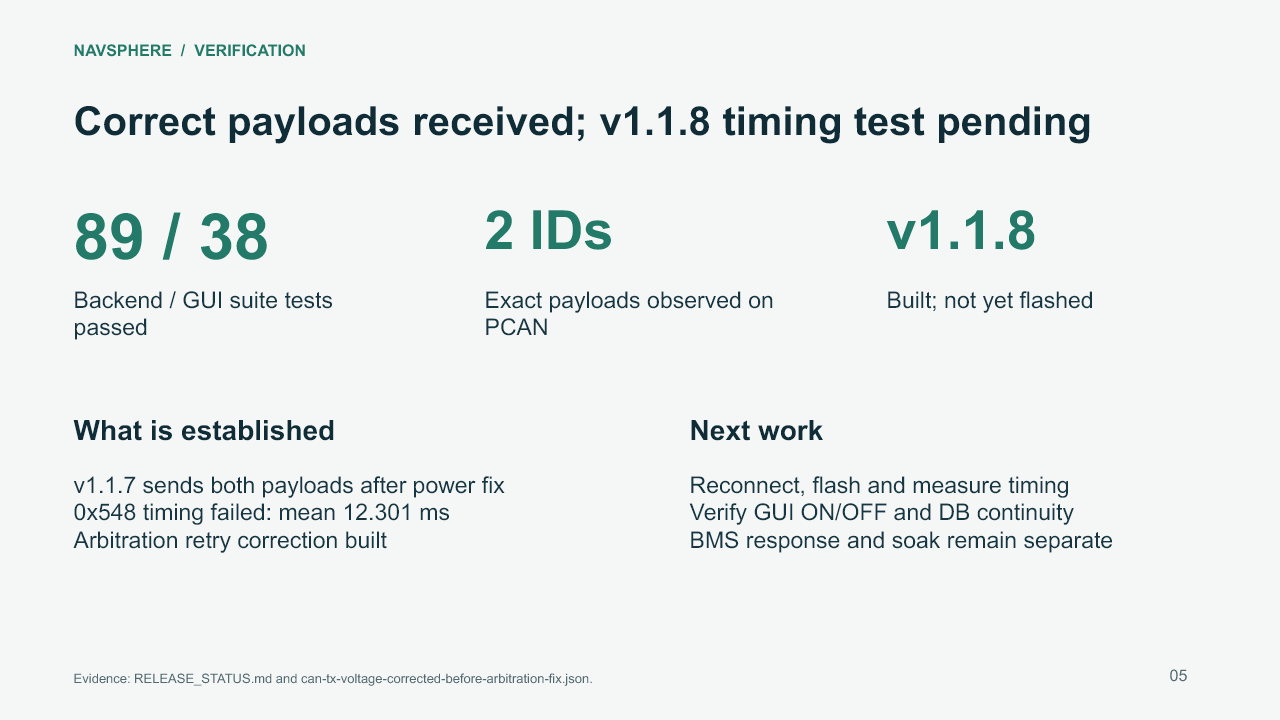 NAVSPHERE / VERIFICATION
Correct payloads received; v1.1.8 timing test pending
89 / 38
Backend / GUI suite tests
passed
2 IDs
Exact payloads observed on
PCAN
v1.1.8
Built; not yet flashed
What is established
v1.1.7 sends both payloads after power fix
0x548 timing failed: mean 12.301 ms
Arbitration retry correction built
Next work
Reconnect, flash and measure timing
Verify GUI ON/OFF and DB continuity
BMS response and soak remain separate
Evidence: RELEASE_STATUS.md and can-tx-voltage-corrected-before-arbitration-fix.json.
05